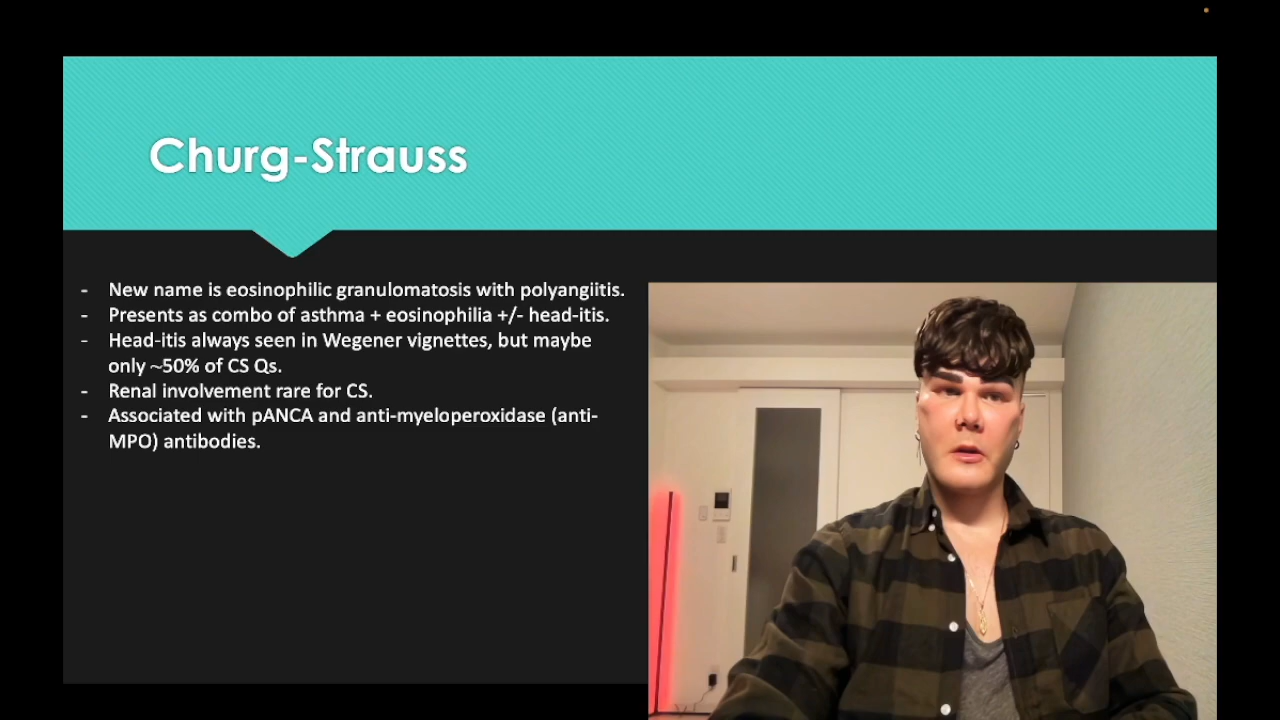 Churg-Strauss
- New name is eosinophilic granulomatosis with polyangiitis.
- Presents as combo of asthma + eosinophilia +/- head-itis.
- Head-itis always seen in Wegener vignettes, but maybe
only ~50% of CS Qs.
- Renal involvement rare for CS.
- Associated with pANCA and anti-myeloperoxidase (anti-
MPO) antibodies.